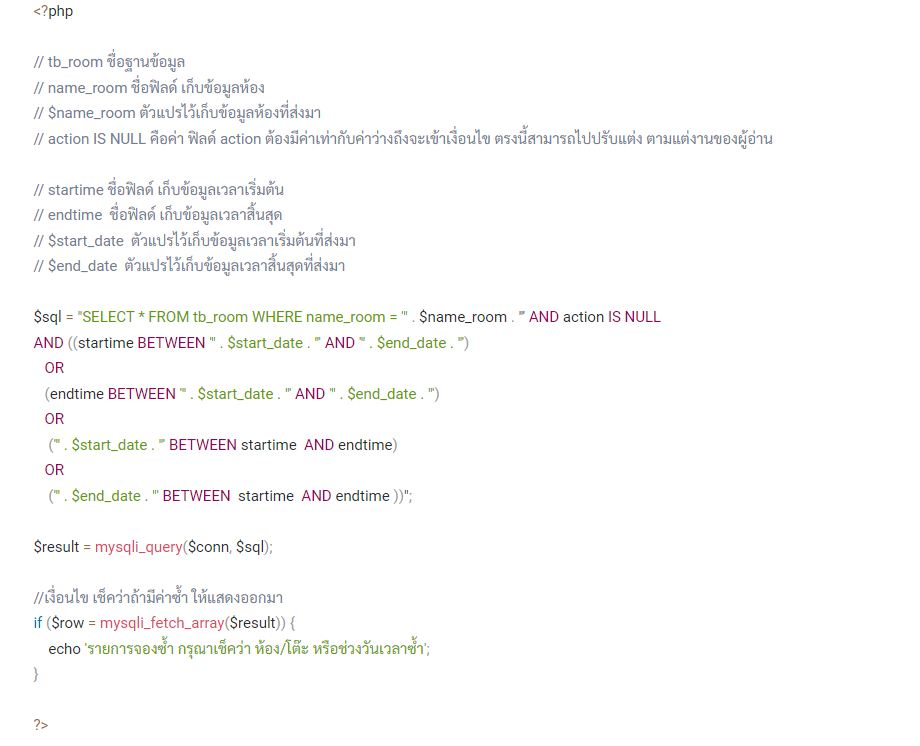 <?php
// tb_room ชื่อฐานข้อมูล
// name_room ชื่อฟิลด์ เก็บข้อมูลห้อง
// $name_room ตัวแปรไว้เก็บข้อมูลห้องที่ส่งมา
// action IS NULL คือค่า ฟิลด์ action ต้องมีค่าเท่ากับค่าว่างถึงจะเข้าเงื่อนไข ตรงนี้สามารถไปปรับแต่ง ตามแต่งานของผู้อ่าน
// startime ชื่อฟิลด์ เก็บข้อมูลเวลาเริ่มต้น
// endtime  ชื่อฟิลด์ เก็บข้อมูลเวลาสิ้นสุด
// $start_date  ตัวแปรไว้เก็บข้อมูลเวลาเริ่มต้นที่ส่งมา
// $end_date  ตัวแปรไว้เก็บข้อมูลเวลาสิ้นสุดที่ส่งมา
$sql = "SELECT * FROM tb_room WHERE name_room = '" . $name_room . "' AND action IS NULL
AND ((startime BETWEEN '" . $start_date . "' AND '" . $end_date . "')
OR
(endtime BETWEEN '" . $start_date . "' AND '" . $end_date . "')
OR
('" . $start_date . "' BETWEEN startime  AND endtime)
OR
('" . $end_date . "' BETWEEN  startime  AND endtime ))";
$result = mysqli_query($conn, $sql);
//เงื่อนไข เช็คว่าถ้ามีค่าซ้ำ ให้แสดงออกมา
if ($row = mysqli_fetch_array($result)) {
echo 'รายการจองซ้ำ กรุณาเช็คว่า ห้อง/โต๊ะ หรือช่วงวันเวลาซ้ำ';
}
?>